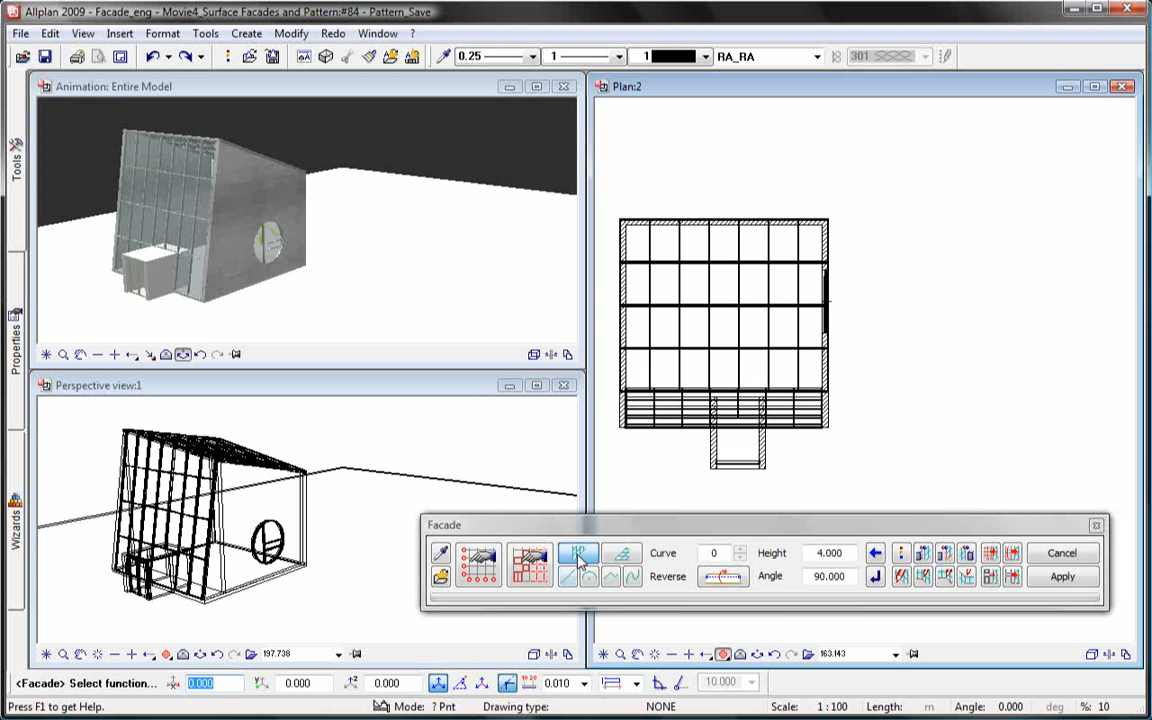 Allplan 2009 - Facade_eng - Movie4_Surface Facades and Pattern:#84 - Pattern_Save
File Edit View Insert Format Tools Create Modify Redo Window ?
0.25 1 1 RA_RA 301
Animation: Entire Model
Plan:2
Tools
Properties
Wizards
Perspective view:1
Facade
Curve 0 Height 4.000 Cancel
Reverse Angle 90.000 Apply
197.738
163.143
<Facade> Select function... 0.000 0.000 0.000 0.010 10.000
Press F1 to get Help. Mode: ? Pnt Drawing type: NONE Scale: 1 : 100 Length: m Angle: 0.000 deg %: 10